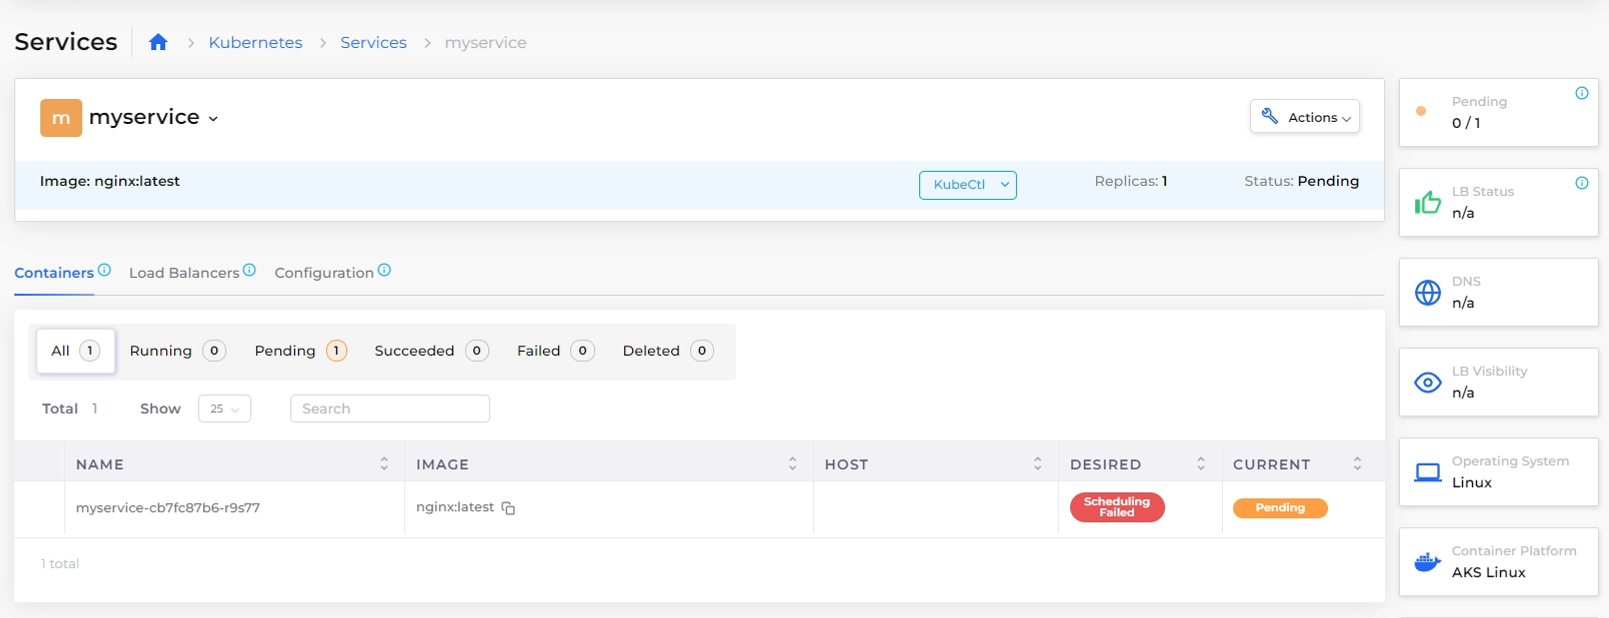 Services Kubernetes Services myservice
m myservice Actions
Image: nginx:latest KubeCtl Replicas: 1 Status: Pending
Containers Load Balancers Configuration
All 1 Running 0 Pending 1 Succeeded 0 Failed 0 Deleted 0
Total 1 Show 25 Search
NAME IMAGE HOST DESIRED CURRENT
myservice-cb7fc87b6-r9s77 nginx:latest Scheduling Failed Pending
1 total
Pending
0 / 1
LB Status
n/a
DNS
n/a
LB Visibility
n/a
Operating System
Linux
Container Platform
AKS Linux